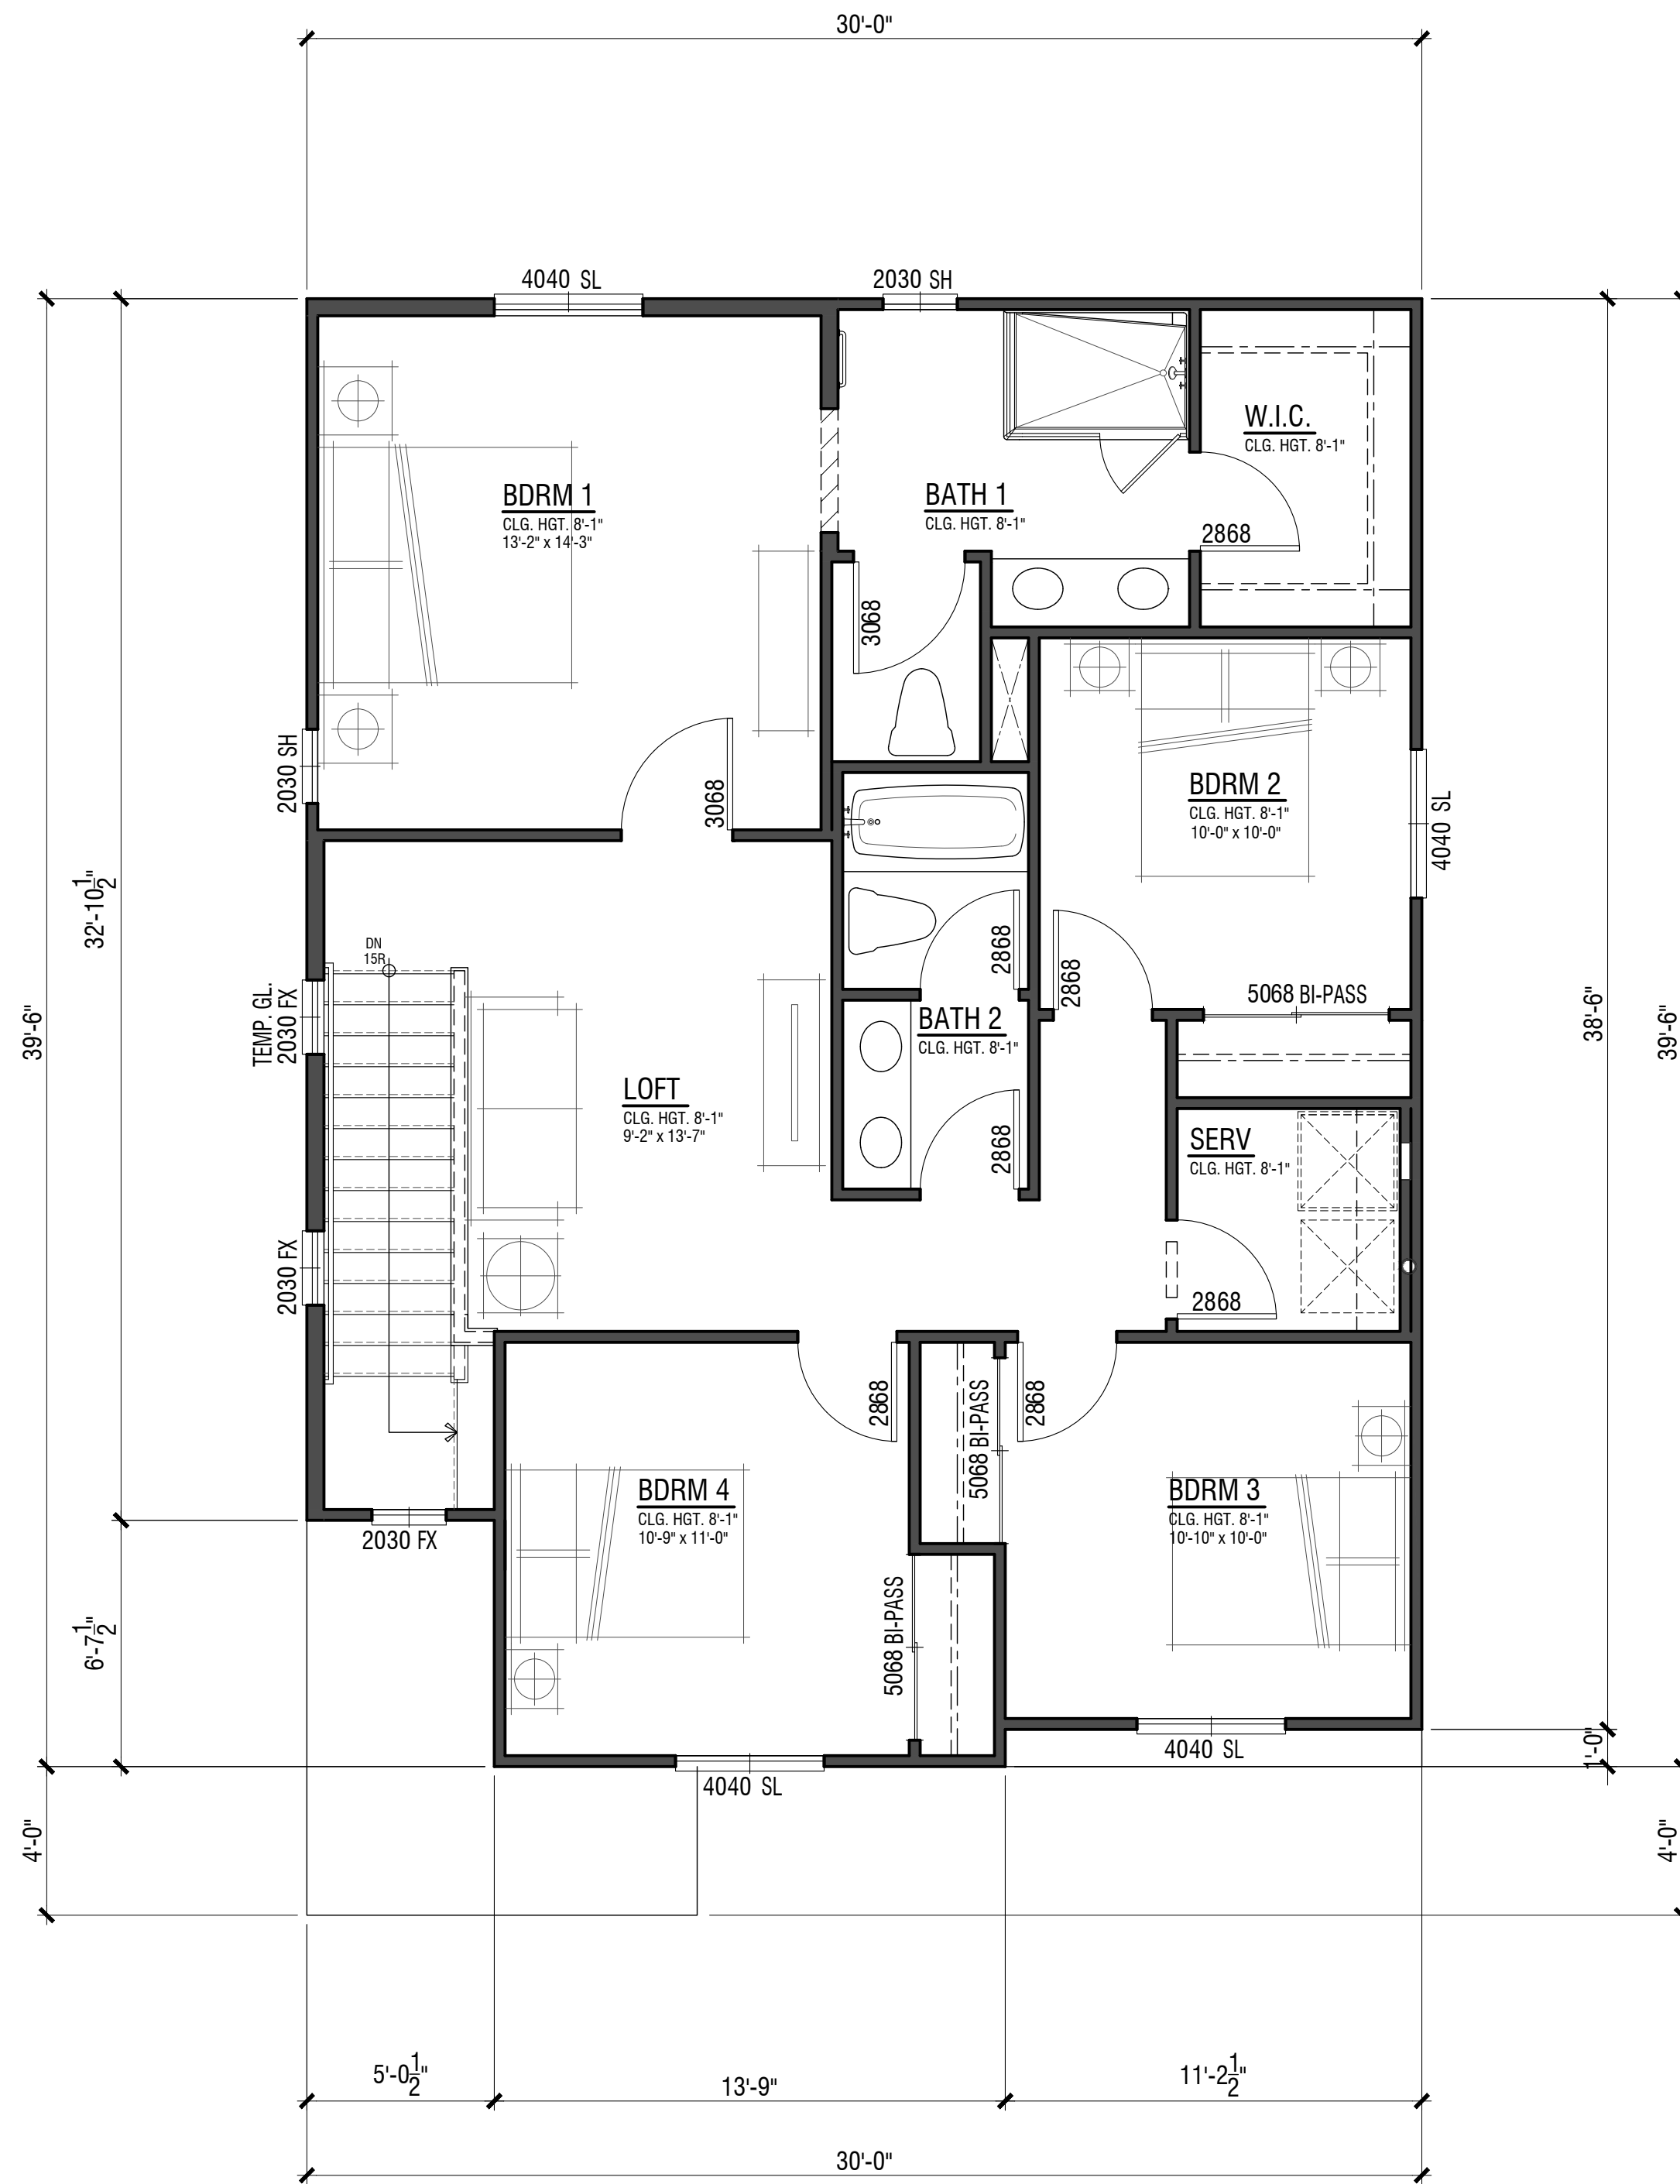 30'-0"
4040 SL
2030 SH
W.I.C.
CLG. HGT. 8'-1"
BDRM 1
CLG. HGT. 8'-1"
13'-2" x 14'-3"
BATH 1
CLG. HGT. 8'-1"
2868
3068
2030 SH
3068
BDRM 2
CLG. HGT. 8'-1"
10'-0" x 10'-0"
4040 SL
32'-10 1/2"
39'-6"
38'-6"
39'-6"
DN
15R
2868
2868
5068 BI-PASS
TEMP. GL.
2030 FX
BATH 2
CLG. HGT. 8'-1"
LOFT
CLG. HGT. 8'-1"
9'-2" x 13'-7"
2868
SERV
CLG. HGT. 8'-1"
2030 FX
2868
2868
5068 BI-PASS
2868
BDRM 4
CLG. HGT. 8'-1"
10'-9" x 11'-0"
BDRM 3
CLG. HGT. 8'-1"
10'-10" x 10'-0"
2030 FX
6'-7 1/2"
5068 BI-PASS
4040 SL
1'-0"
4040 SL
4'-0"
4'-0"
5'-0 1/2"
13'-9"
11'-2 1/2"
30'-0"